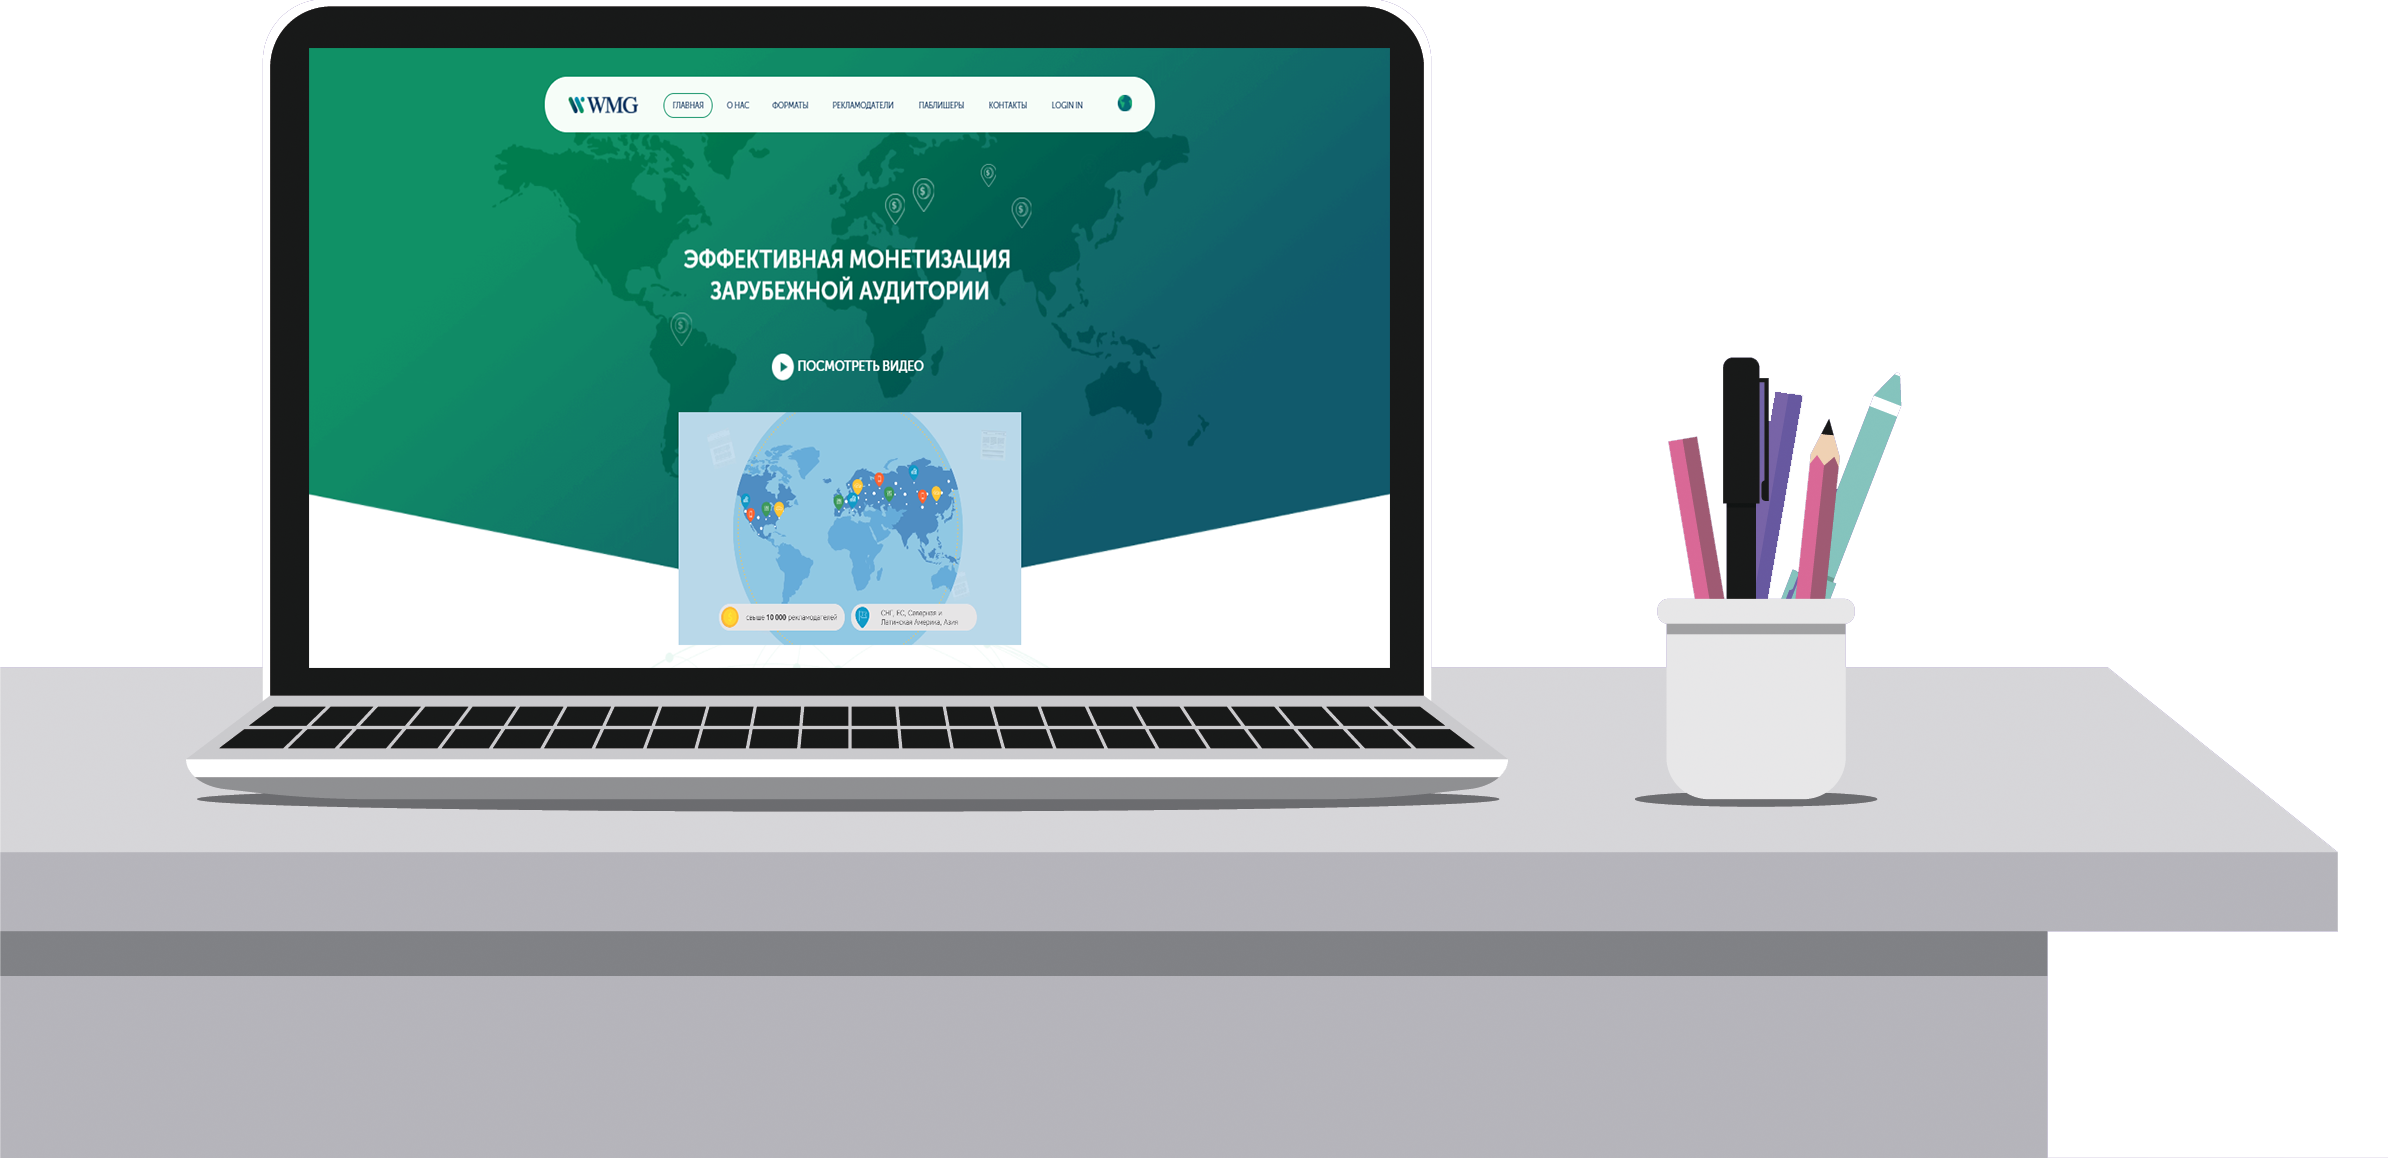 WMG
ГЛАВНАЯ
О НАС
ФОРМАТЫ
РЕКЛАМОДАТЕЛИ
ПАБЛИШЕРЫ
КОНТАКТЫ
LOGIN IN
ЭФФЕКТИВНАЯ МОНЕТИЗАЦИЯ
ЗАРУБЕЖНОЙ АУДИТОРИИ
ПОСМОТРЕТЬ ВИДЕО
свыше 10 000 рекламодателей
СНГ, ЕС, Северная и
Латинская Америка, Азия